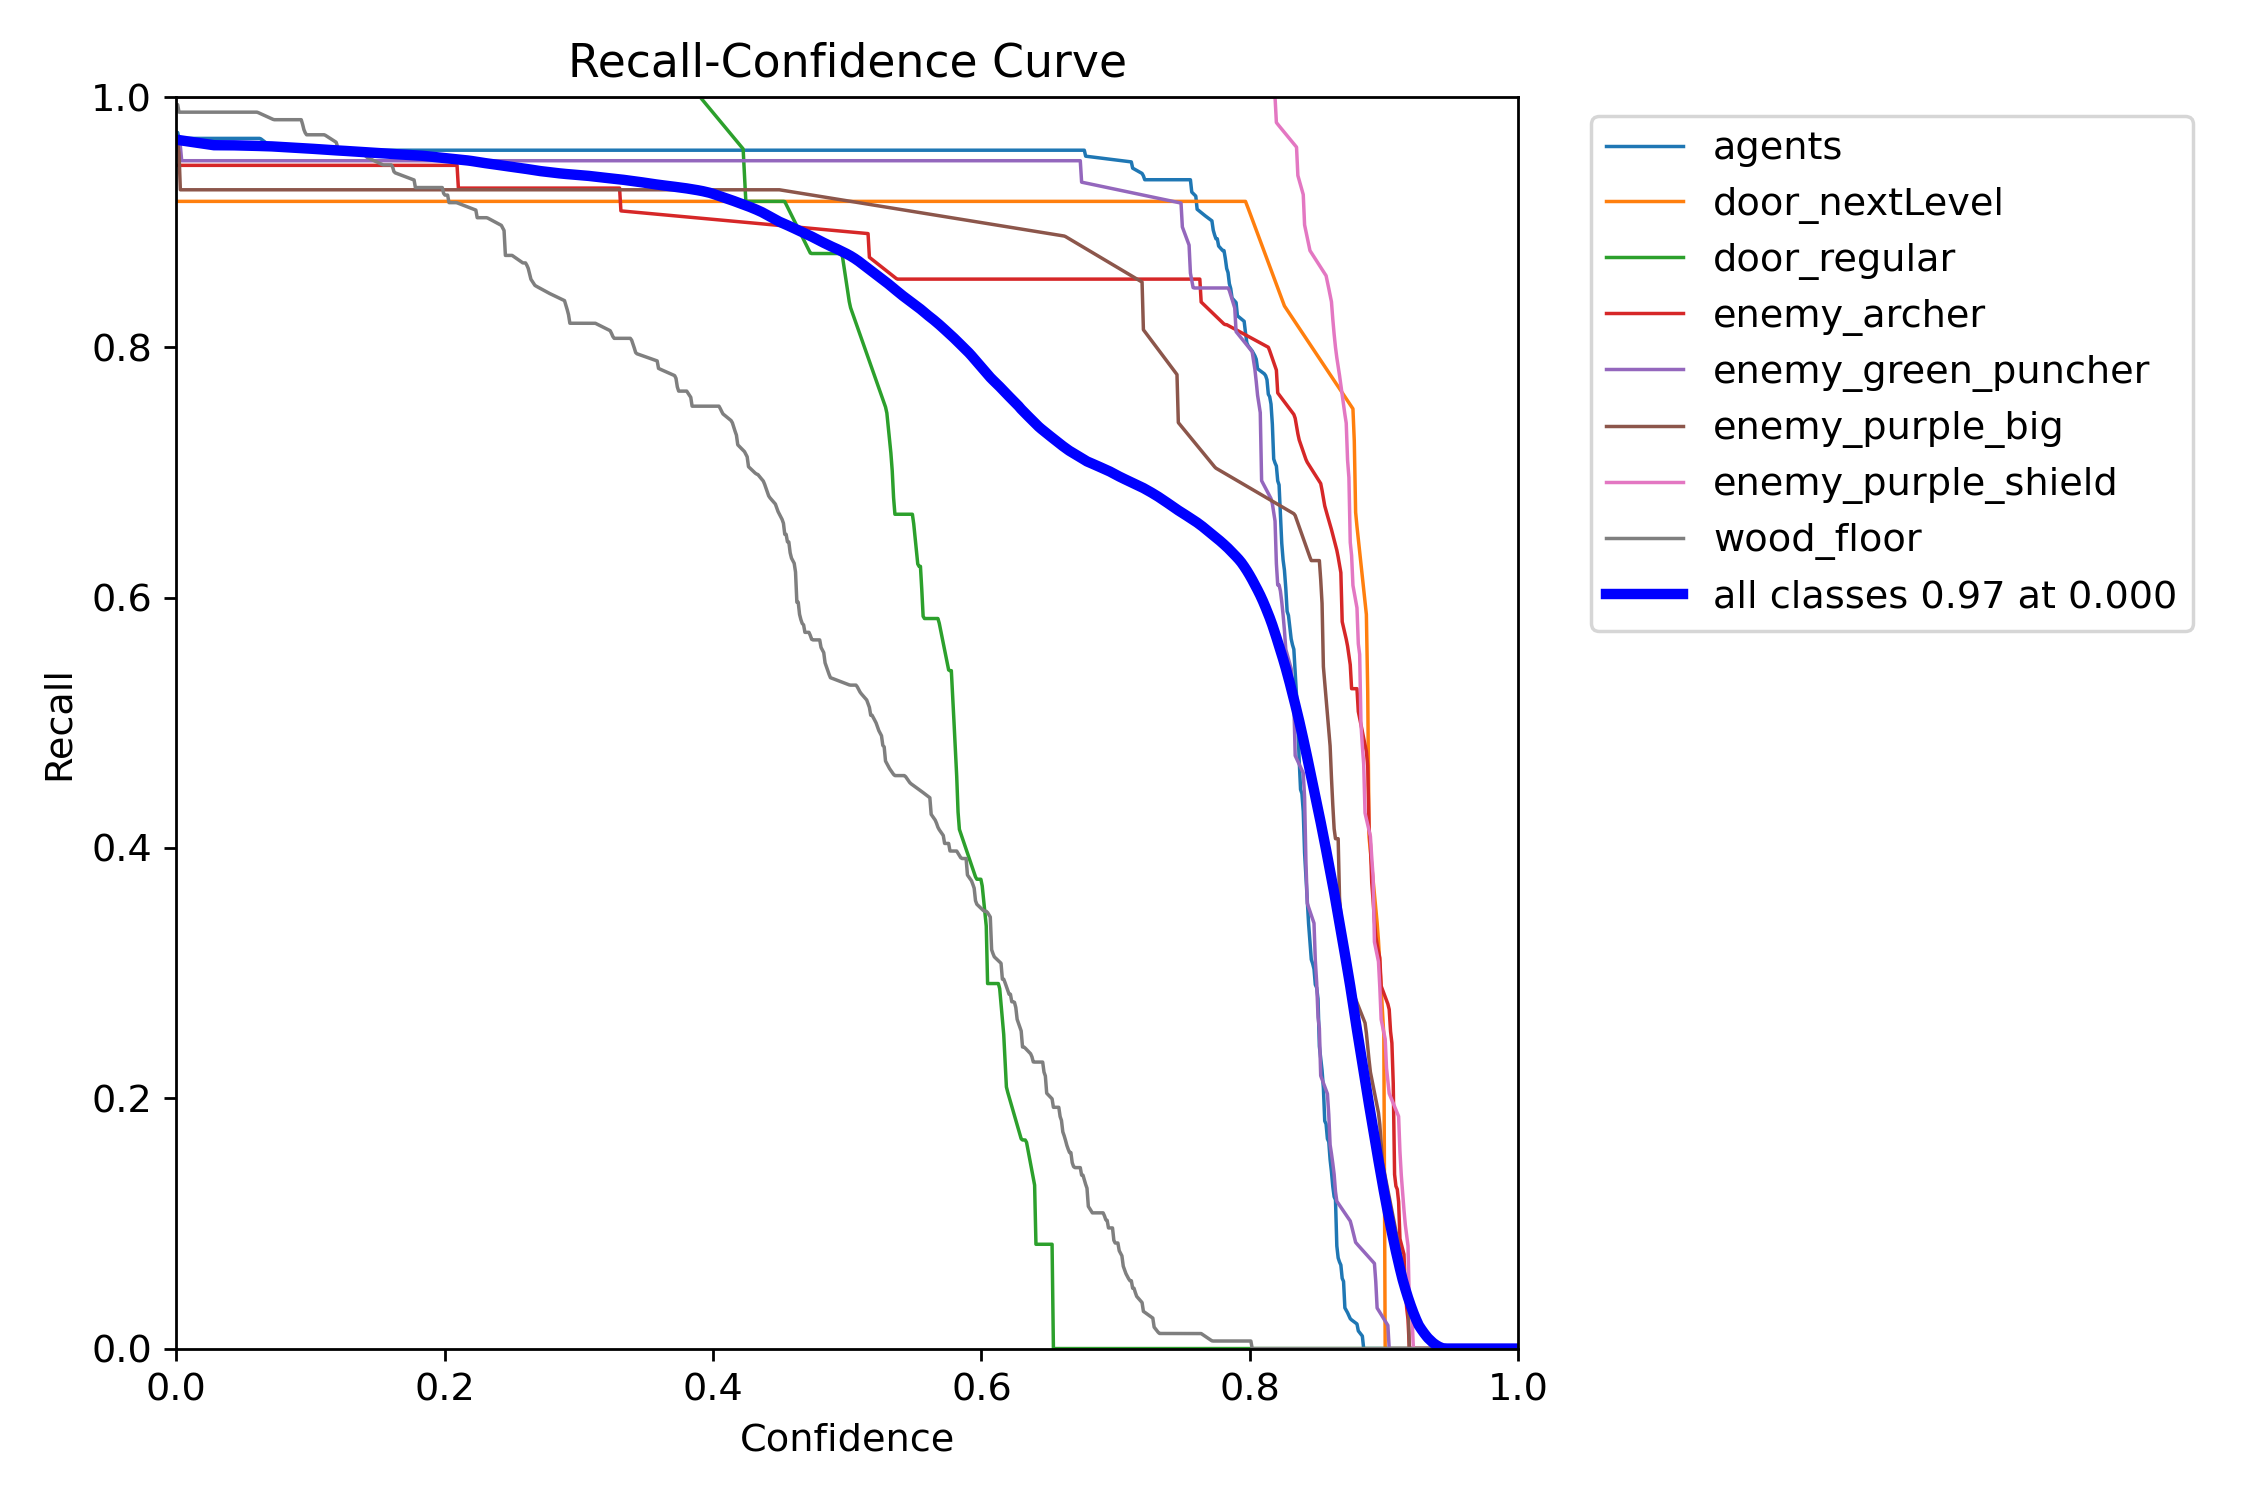 Recall-Confidence Curve
1.0
0.8
0.6
0.4
0.2
0.0
Recall
0.0 0.2 0.4 0.6 0.8 1.0
Confidence
agents
door_nextLevel
door_regular
enemy_archer
enemy_green_puncher
enemy_purple_big
enemy_purple_shield
wood_floor
all classes 0.97 at 0.000